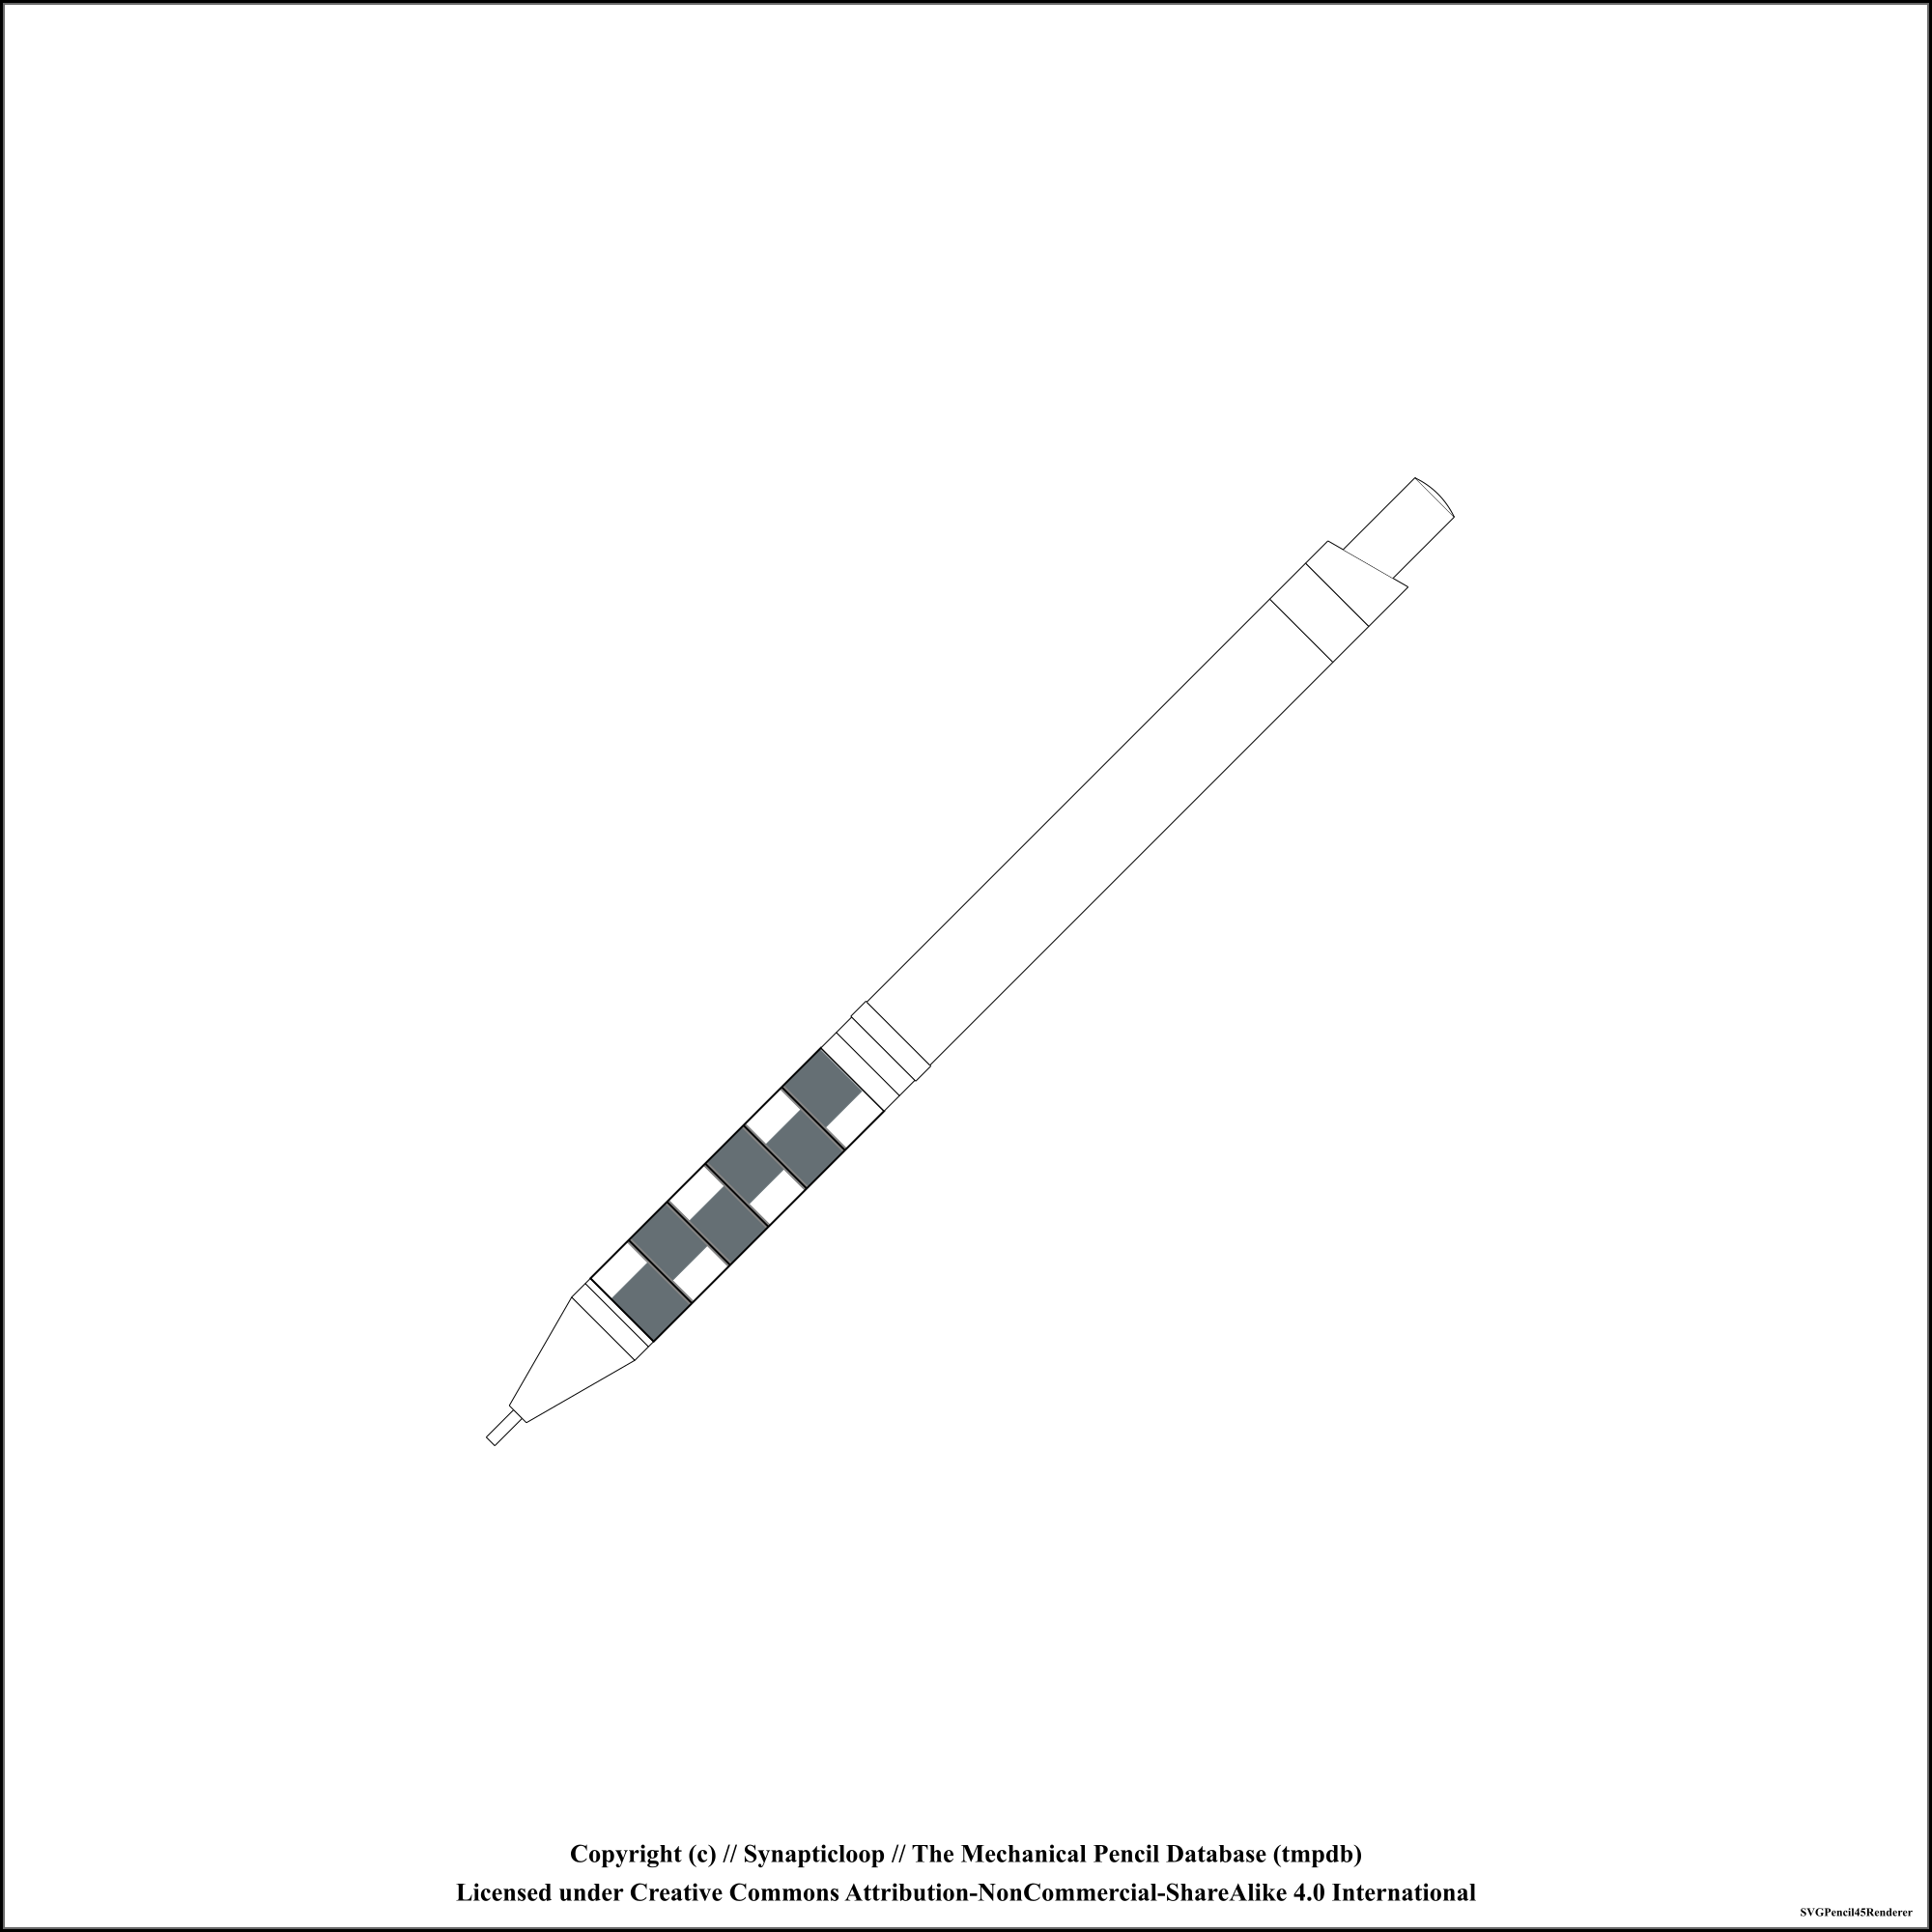 Copyright (c) // Synapticloop // The Mechanical Pencil Database (tmpdb)
Licensed under Creative Commons Attribution-NonCommercial-ShareAlike 4.0 International
SVGPencil45Renderer